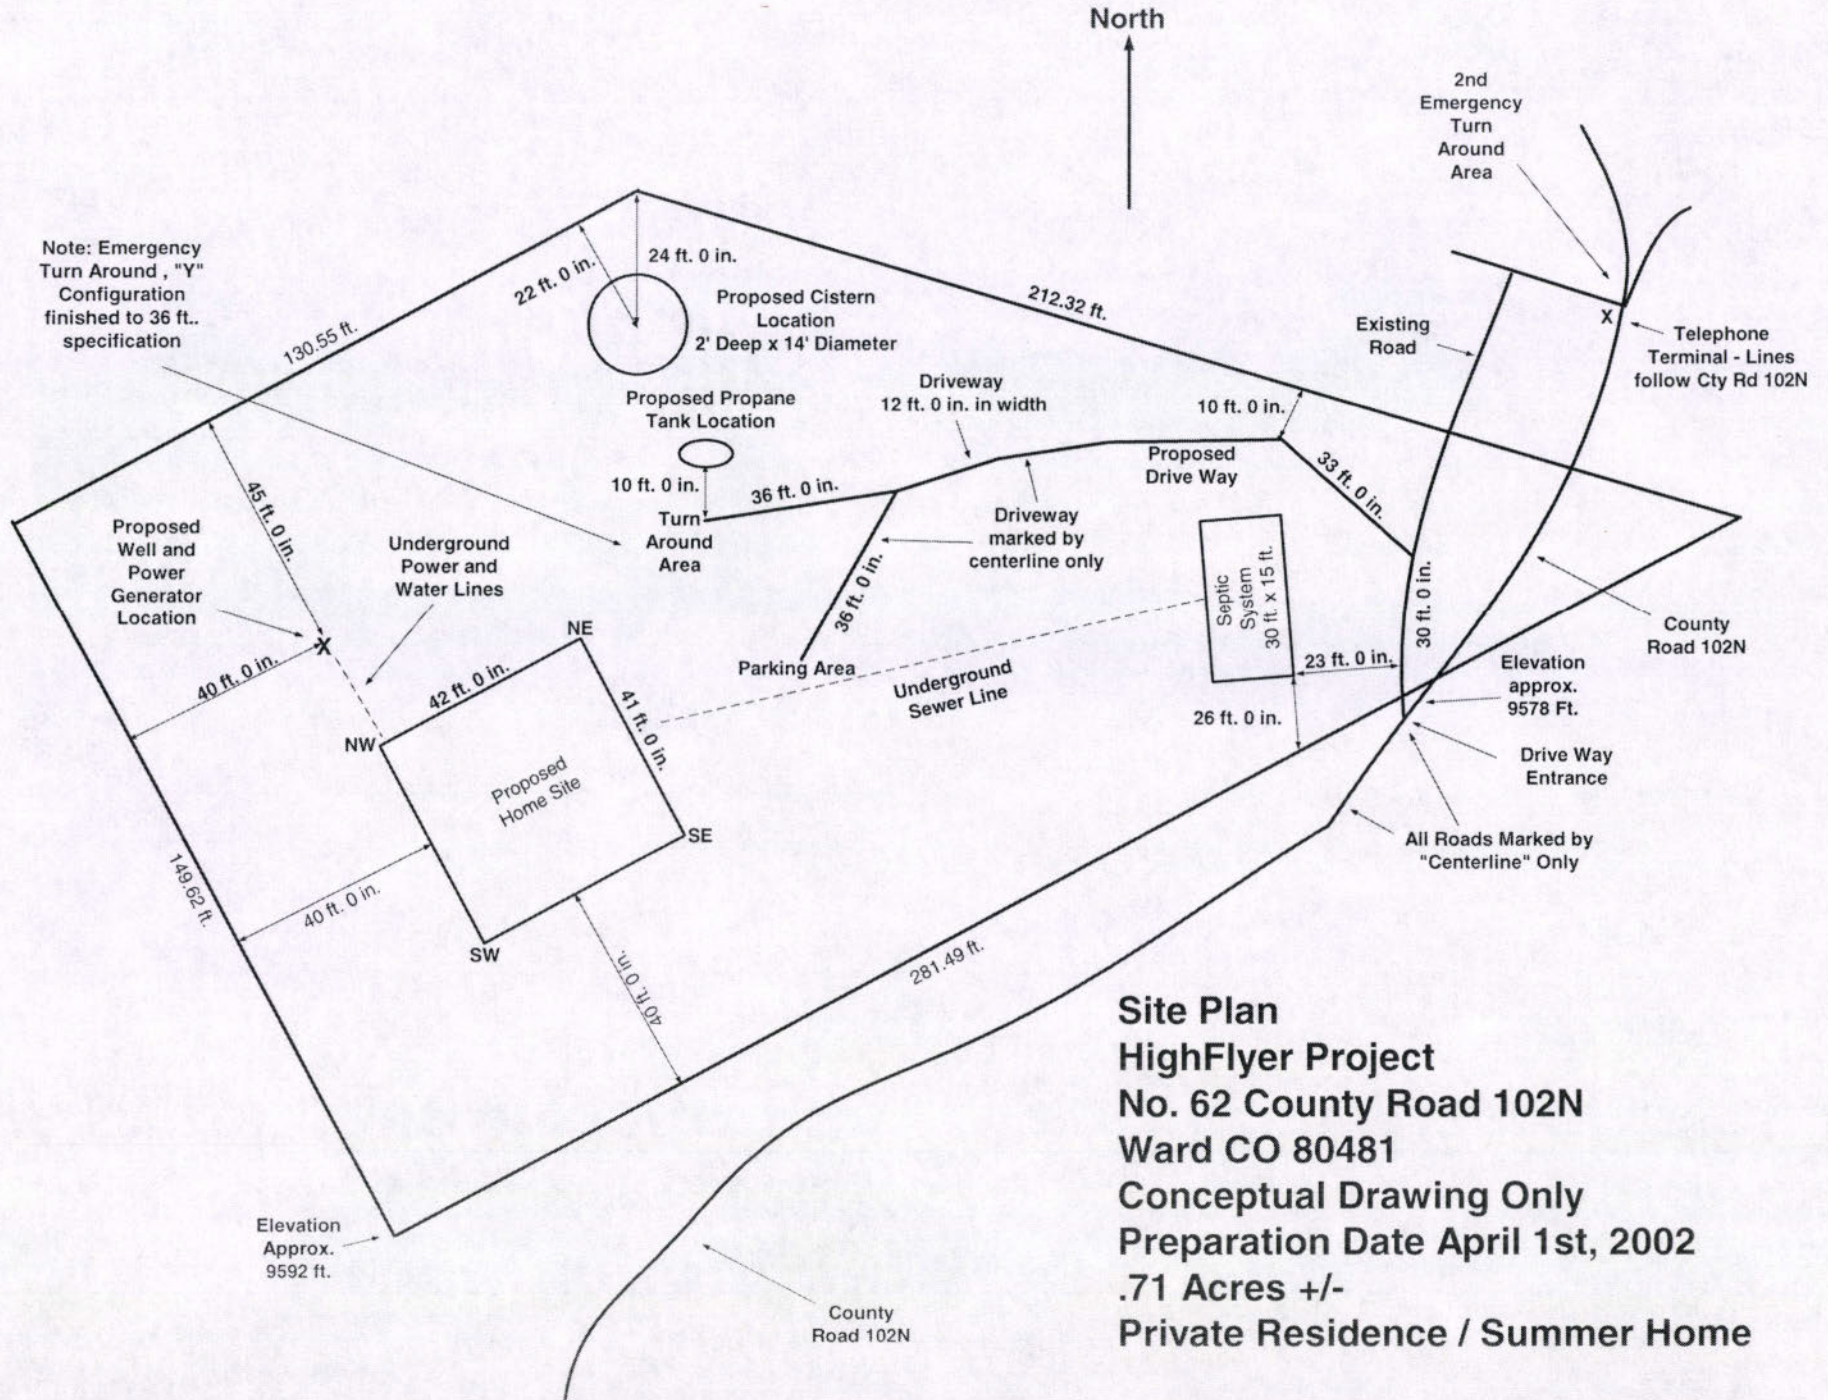 North
2nd
Emergency
Turn
Around
Area
Note: Emergency
Turn Around , "Y"
Configuration
finished to 36 ft..
specification
24 ft. 0 in.
22 ft. 0 in.
Proposed Cistern
Location
2' Deep x 14' Diameter
212.32 ft.
130.55 ft.
Existing
Road
X
Telephone
Terminal - Lines
follow Cty Rd 102N
Driveway
12 ft. 0 in. in width
Proposed Propane
Tank Location
10 ft. 0 in.
Proposed
Drive Way
33 ft. 0 in.
10 ft. 0 in.
36 ft. 0 in.
45 ft. 0 in.
Turn
Around
Area
Driveway
marked by
centerline only
Proposed
Well and
Power
Generator
Location
Underground
Power and
Water Lines
36 ft. 0 in.
Septic
System
30 ft. x 15 ft.
30 ft. 0 in.
County
Road 102N
X
NE
40 ft. 0 in.
42 ft. 0 in.
41 ft. 0 in.
Parking Area
Underground
Sewer Line
23 ft. 0 in.
Elevation
approx.
9578 Ft.
26 ft. 0 in.
NW
Proposed
Home Site
Drive Way
Entrance
SE
All Roads Marked by
"Centerline" Only
149.62 ft.
40 ft. 0 in.
SW
40 ft. 0 in.
281.49 ft.
Site Plan
HighFlyer Project
No. 62 County Road 102N
Ward CO 80481
Conceptual Drawing Only
Preparation Date April 1st, 2002
.71 Acres +/-
Private Residence / Summer Home
Elevation
Approx.
9592 ft.
County
Road 102N